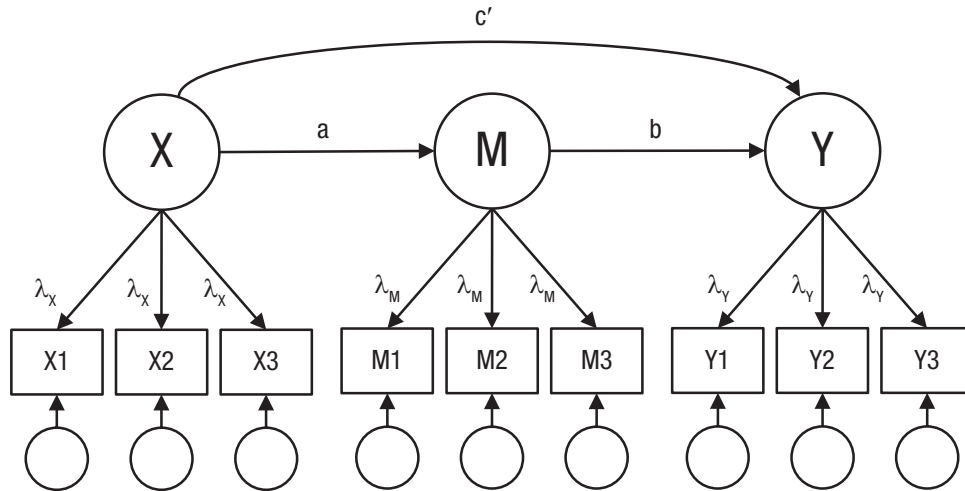 c′
X
a
M
b
Y
λX λX λX
λM λM λM
λY λY λY
X1 X2 X3
M1 M2 M3
Y1 Y2 Y3